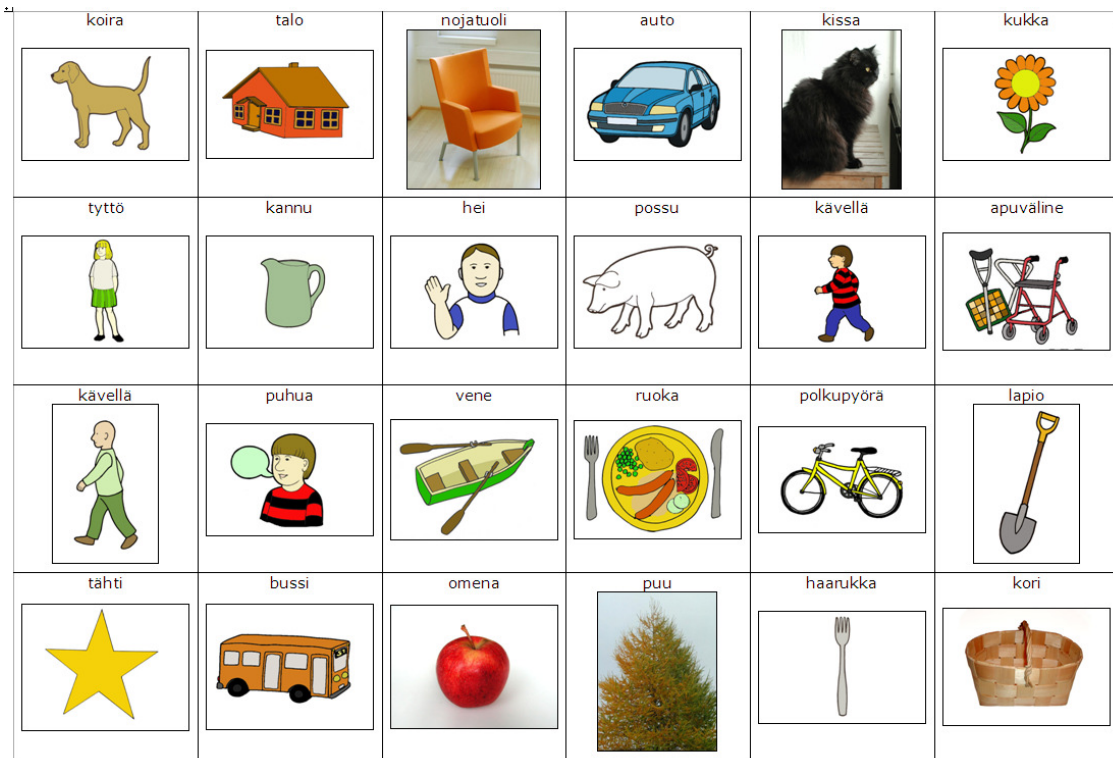 koira talo nojatuoli auto kissa kukka
tyttö kannu hei possu kävellä apuväline
kävellä puhua vene ruoka polkupyörä lapio
tähti bussi omena puu haarukka kori